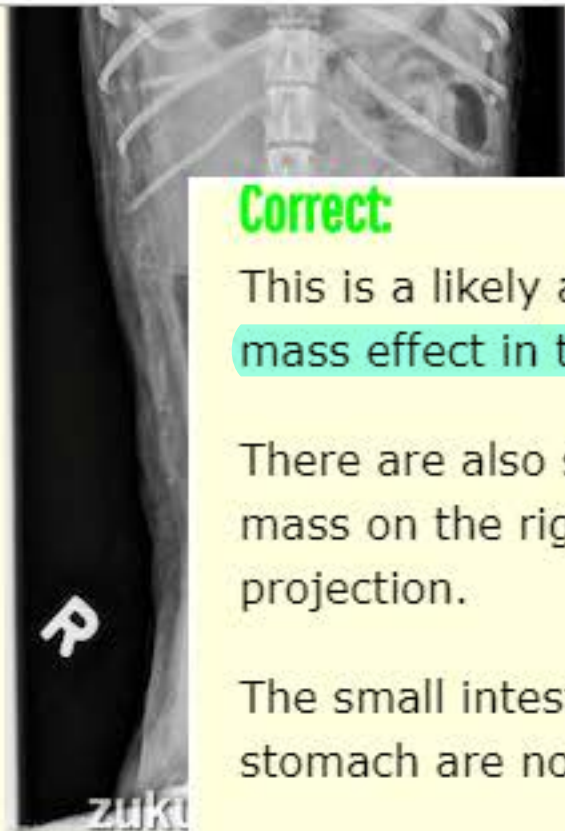 Correct:
This is a likely a
mass effect in t
There are also s
mass on the rig
projection.
The small intes
stomach are no
R
zuku